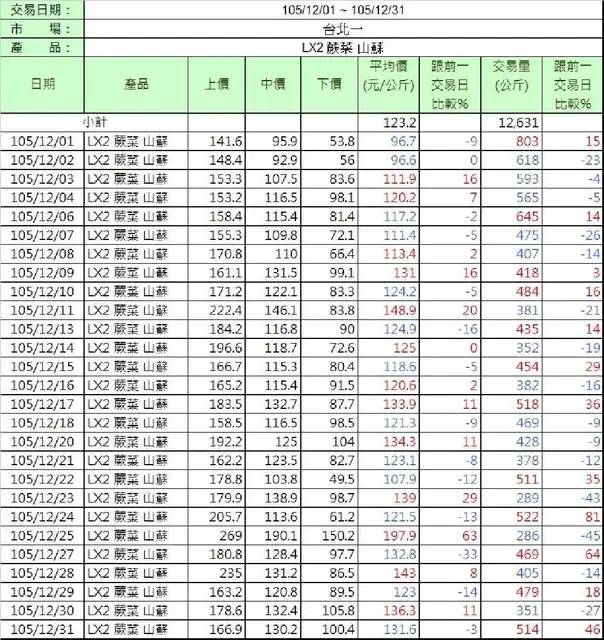 交易日期： 105/12/01 ~ 105/12/31
市 場： 台北一
產 品： LX2 蕨菜 山蘇
日期 產品 上價 中價 下價 平均價 (元/公斤) 跟前一交易日比較% 交易量 (公斤) 跟前一交易日比較%
小計 123.2 12,631
105/12/01 LX2 蕨菜 山蘇 141.6 95.9 53.8 96.7 -9 803 15
105/12/02 LX2 蕨菜 山蘇 148.4 92.9 56 96.6 0 618 -23
105/12/03 LX2 蕨菜 山蘇 153.3 107.5 83.6 111.9 16 593 -4
105/12/04 LX2 蕨菜 山蘇 153.2 116.5 98.1 120.2 7 565 -5
105/12/06 LX2 蕨菜 山蘇 158.4 115.4 81.4 117.2 -2 645 14
105/12/07 LX2 蕨菜 山蘇 155.3 109.8 72.1 111.4 -5 475 -26
105/12/08 LX2 蕨菜 山蘇 170.8 110 66.4 113.4 2 407 -14
105/12/09 LX2 蕨菜 山蘇 161.1 131.5 99.1 131 16 418 3
105/12/10 LX2 蕨菜 山蘇 171.2 122.1 83.3 124.2 -5 484 16
105/12/11 LX2 蕨菜 山蘇 222.4 146.1 83.8 148.9 20 381 -21
105/12/13 LX2 蕨菜 山蘇 184.2 116.8 90 124.9 -16 435 14
105/12/14 LX2 蕨菜 山蘇 196.6 118.7 72.6 125 0 352 -19
105/12/15 LX2 蕨菜 山蘇 166.7 115.3 80.4 118.6 -5 454 29
105/12/16 LX2 蕨菜 山蘇 165.2 115.4 91.5 120.6 2 382 -16
105/12/17 LX2 蕨菜 山蘇 183.5 132.7 87.7 133.9 11 518 36
105/12/18 LX2 蕨菜 山蘇 158.5 116.5 98.5 121.3 -9 469 -9
105/12/20 LX2 蕨菜 山蘇 192.2 125 104 134.3 11 428 -9
105/12/21 LX2 蕨菜 山蘇 162.2 123.5 82.7 123.1 -8 378 -12
105/12/22 LX2 蕨菜 山蘇 178.8 103.8 49.5 107.9 -12 511 35
105/12/23 LX2 蕨菜 山蘇 179.9 138.9 98.7 139 29 289 -43
105/12/24 LX2 蕨菜 山蘇 205.7 113.6 61.2 121.5 -13 522 81
105/12/25 LX2 蕨菜 山蘇 269 190.1 150.2 197.9 63 286 -45
105/12/27 LX2 蕨菜 山蘇 180.8 128.4 97.7 132.8 -33 469 64
105/12/28 LX2 蕨菜 山蘇 235 131.2 86.5 143 8 405 -14
105/12/29 LX2 蕨菜 山蘇 163.2 120.8 89.5 123 -14 479 18
105/12/30 LX2 蕨菜 山蘇 178.6 132.4 105.8 136.3 11 351 -27
105/12/31 LX2 蕨菜 山蘇 166.9 130.2 100.4 131.6 -3 514 46